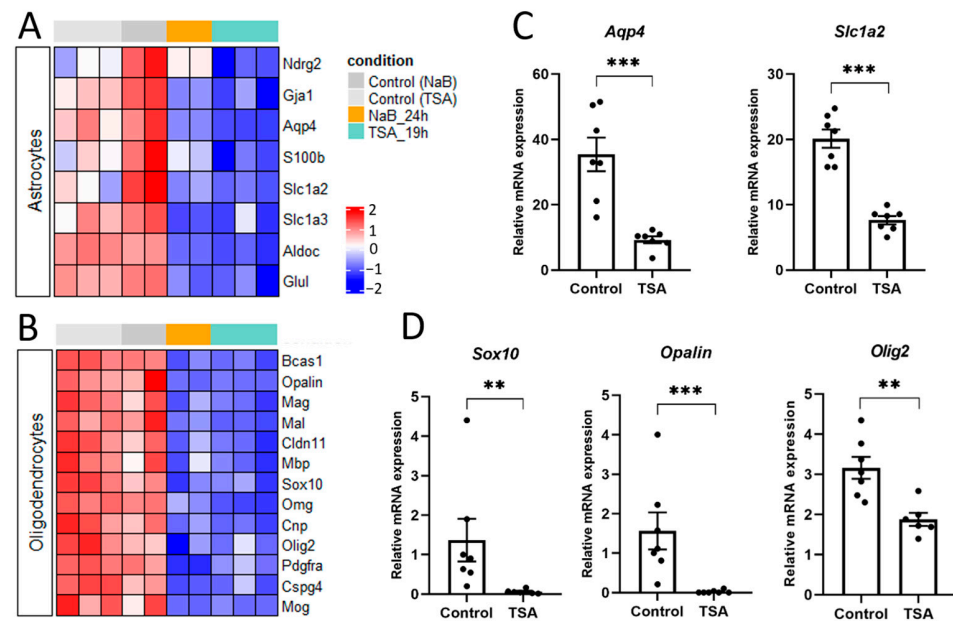 A
Astrocytes
Ndrg2
Gja1
Aqp4
S100b
Slc1a2
Slc1a3
Aldoc
Glul
condition
Control (NaB)
Control (TSA)
NaB_24h
TSA_19h
2
1
0
−1
−2
B
Oligodendrocytes
Bcas1
Opalin
Mag
Mal
Cldn11
Mbp
Sox10
Omg
Cnp
Olig2
Pdgfra
Cspg4
Mog
C
Aqp4
***
Relative mRNA expression
60
40
20
0
Control TSA
Slc1a2
***
Relative mRNA expression
30
20
10
0
Control TSA
D
Sox10
**
Relative mRNA expression
5
4
3
2
1
0
Control TSA
Opalin
***
Relative mRNA expression
5
4
3
2
1
0
Control TSA
Olig2
**
Relative mRNA expression
5
4
3
2
1
0
Control TSA